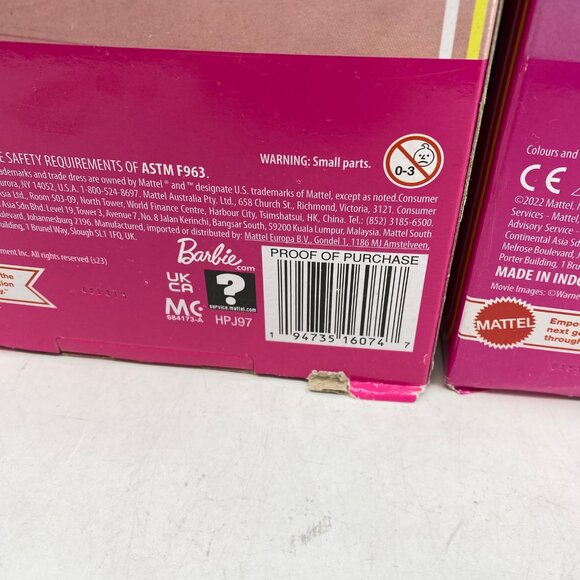 E SAFETY REQUIREMENTS OF ASTM F963.
WARNING: Small parts.
0-3
trademarks and trade dress are owned by Mattel ® and ™ designate U.S. trademarks of Mattel, except as noted.Consumer
Aurora, NY 14052, U.S.A. 1-800-524-8697. Mattel Australia Pty. Ltd., 658 Church St., Richmond, Victoria, 3121. Consumer
Asia Ltd., Room 503-09, North Tower, World Finance Centre, Harbour City, Tsimshatsui, HK, China. Tel.: (852) 3185-6500.
Asia Sdn.Bhd. Level 19, Tower 3, Avenue 7, No. 8 Jalan Kerinchi, Bangsar South, 59200 Kuala Lumpur, Malaysia. Mattel South
Boulevard, Johannesburg 2196. Manufactured, imported or distributed by: Mattel Europa B.V., Gondel 1, 1186 MJ Amstelveen,
ilding, 1 Brunel Way, Slough SL1 1FQ, UK.
ment Inc. All rights reserved (s23)
Barbie
.com
the
ssion
y."
UK
CA
MC
684173-A
?
service.mattel.com
HPJ97
PROOF OF PURCHASE
1 94735 16074 7
Colours and
CE
©2022 Mattel.
Services - Mattel
Advisory Service -
Continental Asia S
Melrose Boulevard, J
Porter Building, 1 Bru
MADE IN INDO
Movie Images: ©Warne
MATTEL
Empo
next ge
through